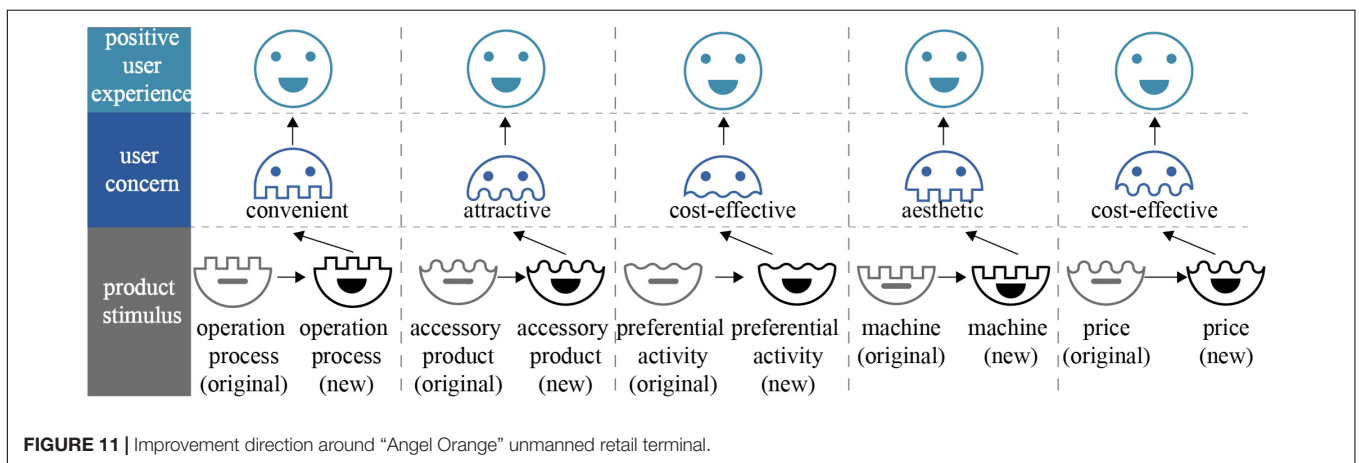 positive
user
experience
user
concern
convenient
attractive
cost-effective
aesthetic
cost-effective
product
stimulus
operation
process
(original)
operation
process
(new)
accessory
product
(original)
accessory
product
(new)
preferential
activity
(original)
preferential
activity
(new)
machine
(original)
machine
(new)
price
(original)
price
(new)
FIGURE 11 | Improvement direction around “Angel Orange” unmanned retail terminal.